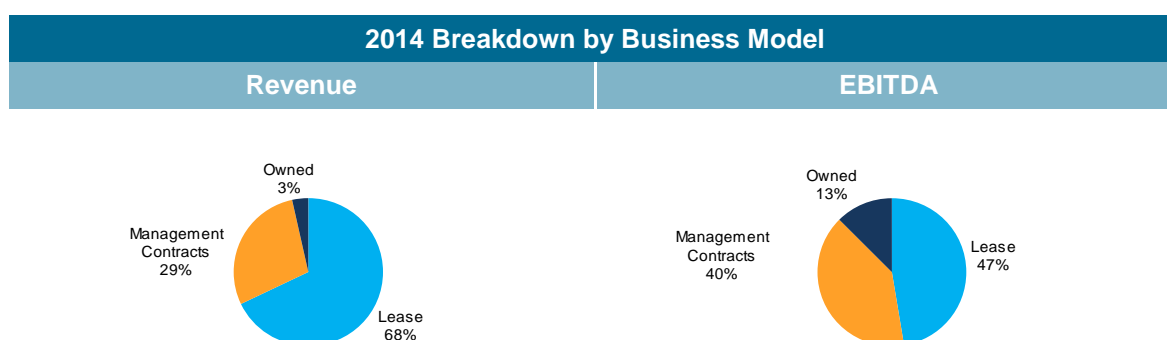 2014 Breakdown by Business Model
Revenue
EBITDA
Owned
3%
Management
Contracts
29%
Lease
68%
Owned
13%
Management
Contracts
40%
Lease
47%